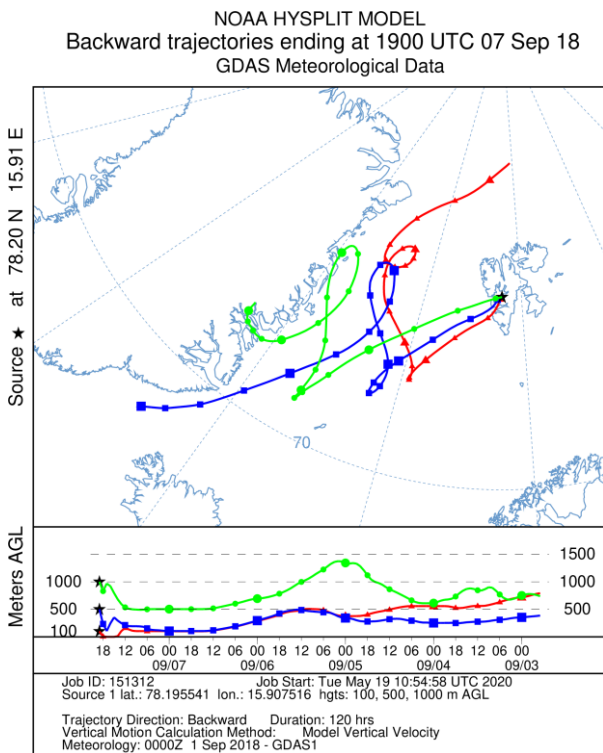 NOAA HYSPLIT MODEL
Backward trajectories ending at 1900 UTC 07 Sep 18
GDAS Meteorological Data
Source ★ at 78.20 N 15.91 E
70
Meters AGL
1500
1000 1000
500 500
100
18 12 06 00 18 12 06 00 18 12 06 00 18 12 06 00 18 12 06 00
09/07 09/06 09/05 09/04 09/03
Job ID: 151312 Job Start: Tue May 19 10:54:58 UTC 2020
Source 1 lat.: 78.195541 lon.: 15.907516 hgts: 100, 500, 1000 m AGL
Trajectory Direction: Backward Duration: 120 hrs
Vertical Motion Calculation Method: Model Vertical Velocity
Meteorology: 0000Z 1 Sep 2018 - GDAS1